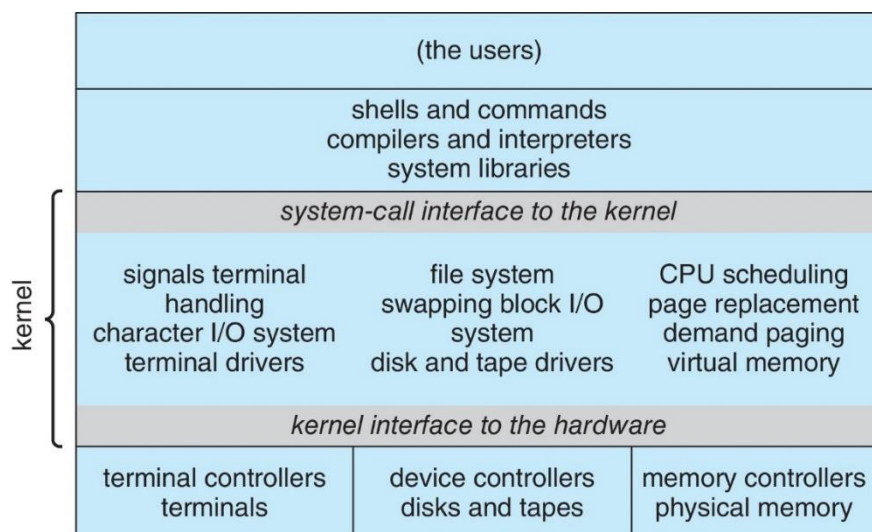 (the users)
shells and commands
compilers and interpreters
system libraries
kernel
system-call interface to the kernel
signals terminal
handling
character I/O system
terminal drivers
file system
swapping block I/O
system
disk and tape drivers
CPU scheduling
page replacement
demand paging
virtual memory
kernel interface to the hardware
terminal controllers
terminals
device controllers
disks and tapes
memory controllers
physical memory